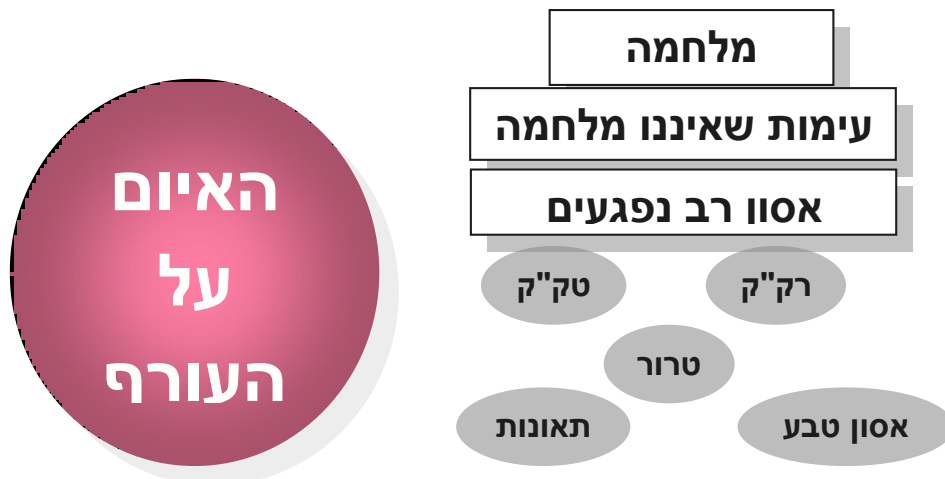 מלחמה
עימות שאיננו מלחמה
אסון רב נפגעים
רק"ק
טק"ק
טרור
אסון טבע
תאונות
האיום
על
העורף